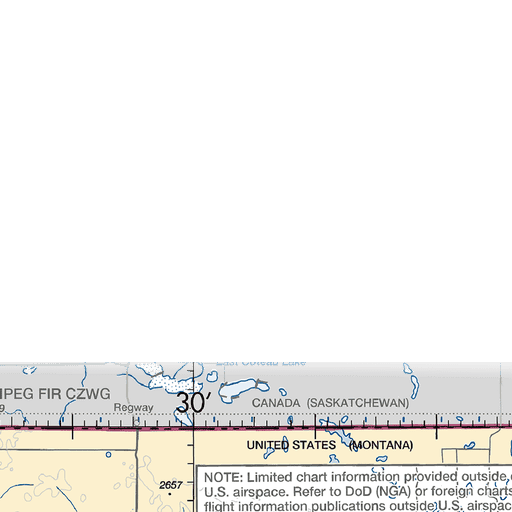 East Coteau Lake
IPEG FIR CZWG
9
Regway
30'
CANADA (SASKATCHEWAN)
UNITED STATES (MONTANA)
2657
NOTE: Limited chart information provided outside
U.S. airspace. Refer to DoD (NGA) or foreign charts
flight information publications outside U.S. airspac